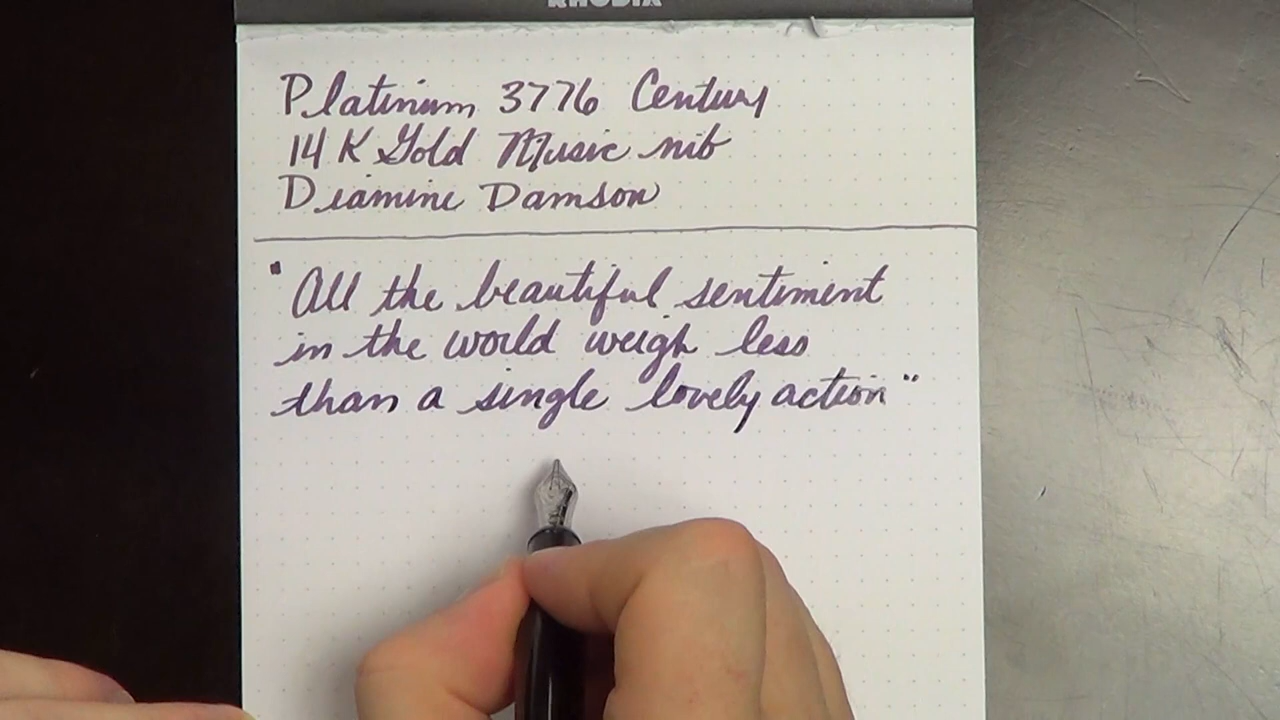 RHODIA
Platinum 3776 Century
14 K Gold Music nib
Diamine Damson
"All the beautiful sentiment
in the world weigh less
than a single lovely action"